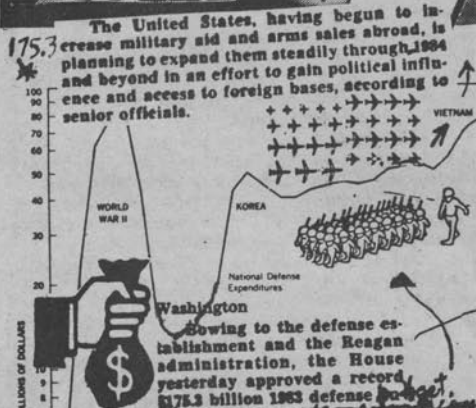 The United States, having begun to in-
crease military aid and arms sales abroad, is
planning to expand them steadily through 1984
and beyond in an effort to gain political influ-
ence and access to foreign bases, according to
senior officials.
175.3
*
100
90
80
70
60
50
40
30
20
10
9
8
WORLD
WAR II
KOREA
VIETNAM
National Defense
Expenditures
$
Washington
Bowing to the defense es-
tablishment and the Reagan
administration, the House
yesterday approved a record
$175.3 billion 1983 defense
LLIONS OF DOLLARS